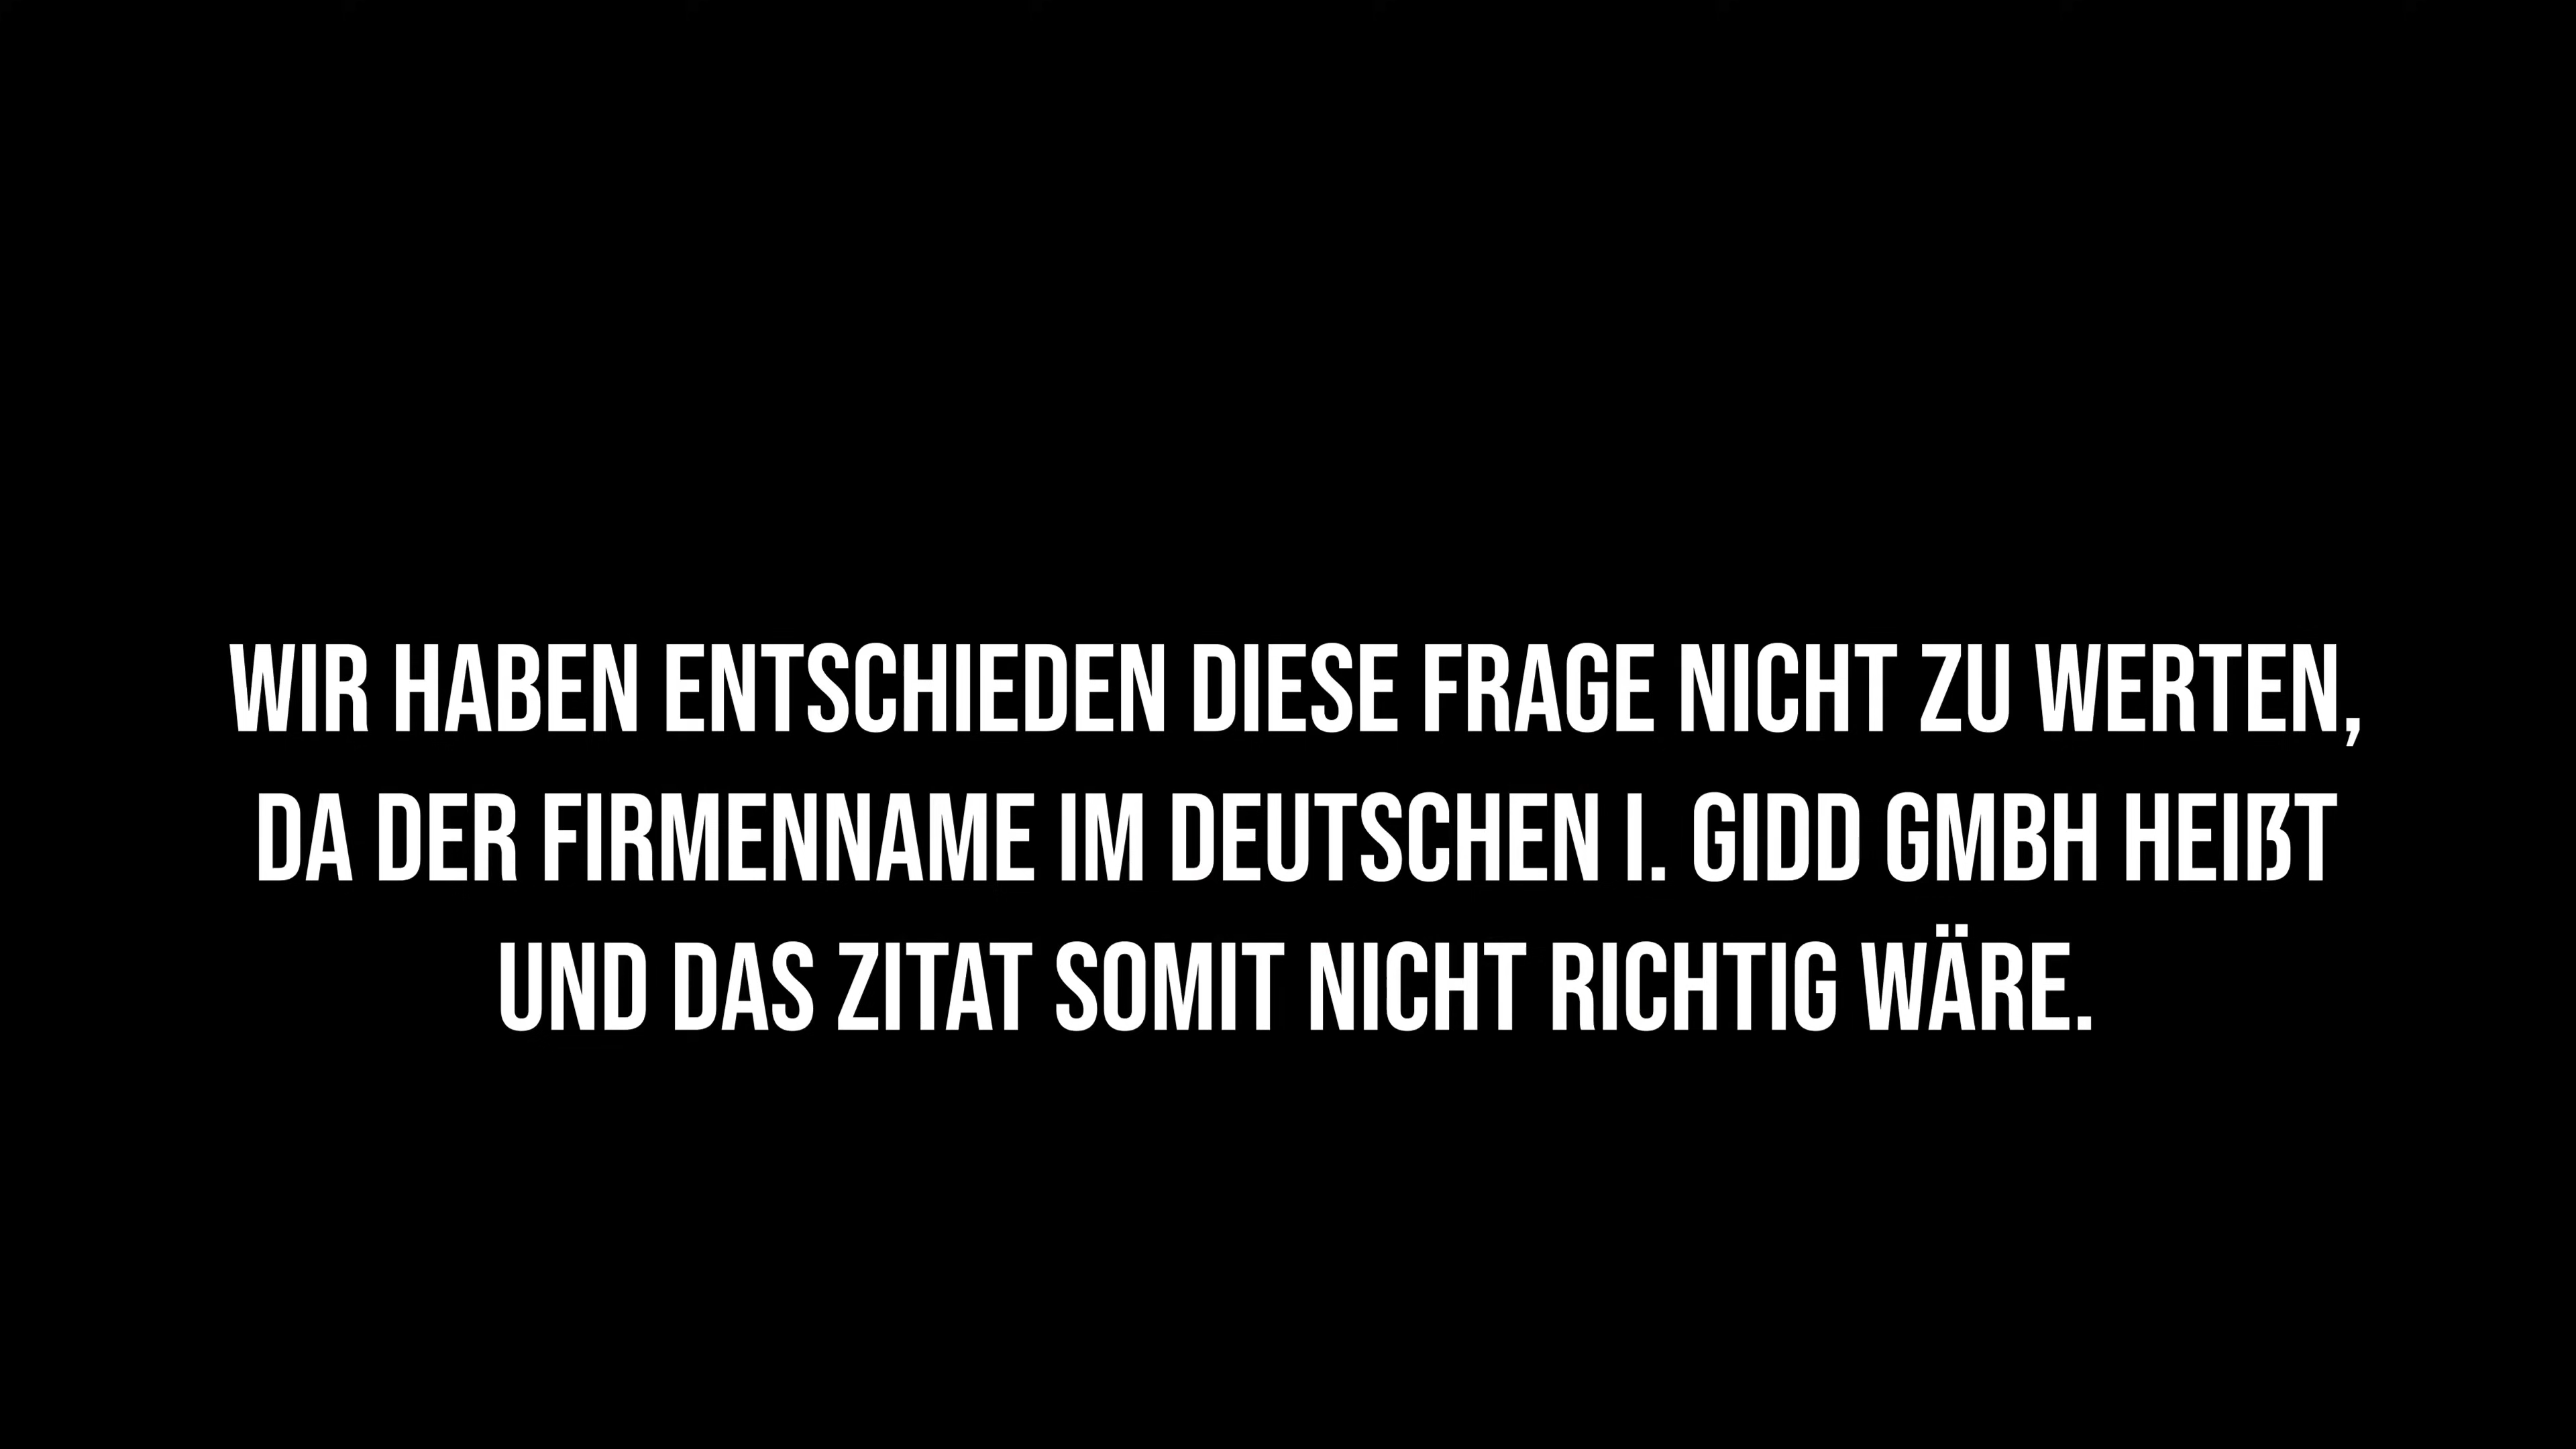 WIR HABEN ENTSCHIEDEN DIESE FRAGE NICHT ZU WERTEN,
DA DER FIRMENNAME IM DEUTSCHEN I. GIDD GMBH HEIßT
UND DAS ZITAT SOMIT NICHT RICHTIG WÄRE.